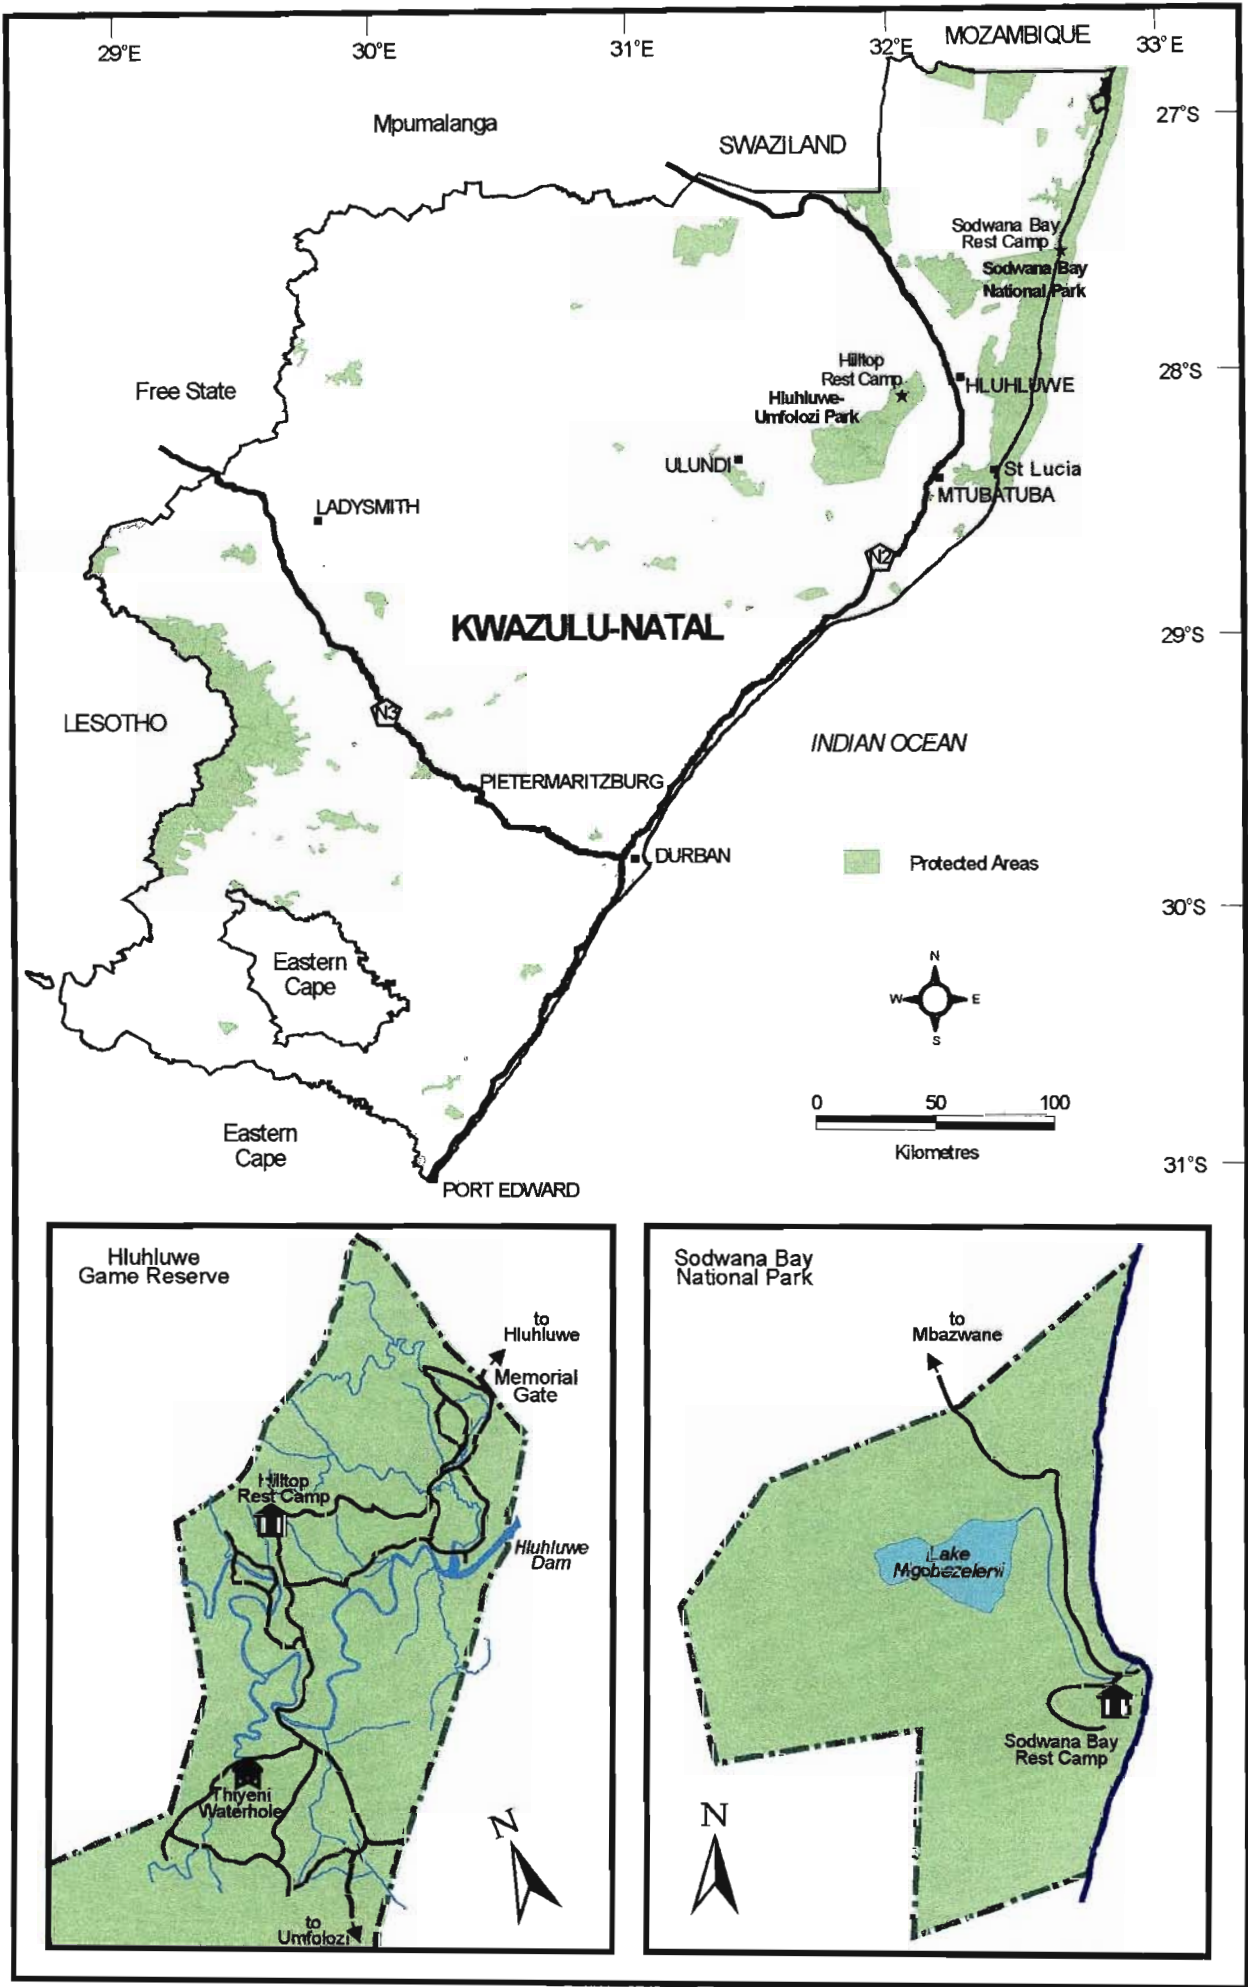 29°E
30°E
31°E
32°E
MOZAMBIQUE
33°E
27°S
Mpumalanga
SWAZILAND
Sodwana Bay
Rest Camp
Sodwana Bay
National Park
28°S
Hilltop
Rest Camp
Hluhluwe-
Umfolozi Park
HLUHLUWE
Free State
ULUNDI
St Lucia
MTUBATUBA
LADYSMITH
N2
KWAZULU-NATAL
29°S
LESOTHO
N3
INDIAN OCEAN
PIETERMARITZBURG
DURBAN
Protected Areas
30°S
Eastern
Cape
N
W E
S
0 50 100
Kilometres
Eastern
Cape
31°S
PORT EDWARD
Hluhluwe
Game Reserve
to
Hluhluwe
Memorial
Gate
Hilltop
Rest Camp
Hluhluwe
Dam
Thiyeni
Waterhole
N
to
Umfolozi
Sodwana Bay
National Park
to
Mbazwane
Lake
Mgobezeleni
Sodwana Bay
Rest Camp
N